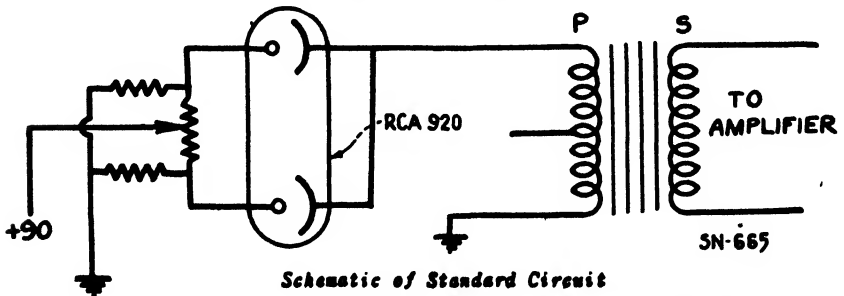 P S
RCA 920
TO
AMPLIFIER
+90
SN-665
Schematic of Standard Circuit